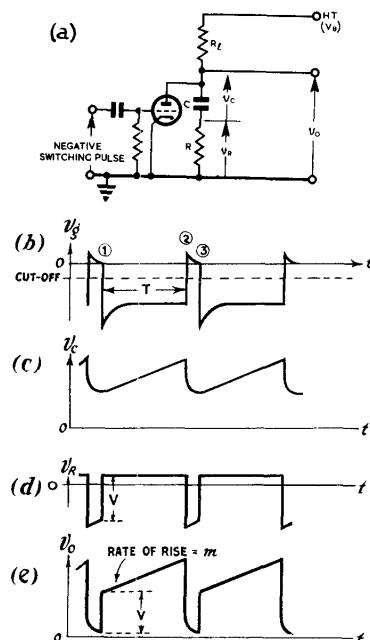 (a)
HT
(V_B)
R_ℓ
C
v_C
R
v_R
v_O
NEGATIVE
SWITCHING PULSE
(b)
v_g
0
CUT-OFF
①
②
③
T
t
(c)
v_C
0
t
(d)
v_R
0
V
t
(e)
v_O
RATE OF RISE = m
V
0
t